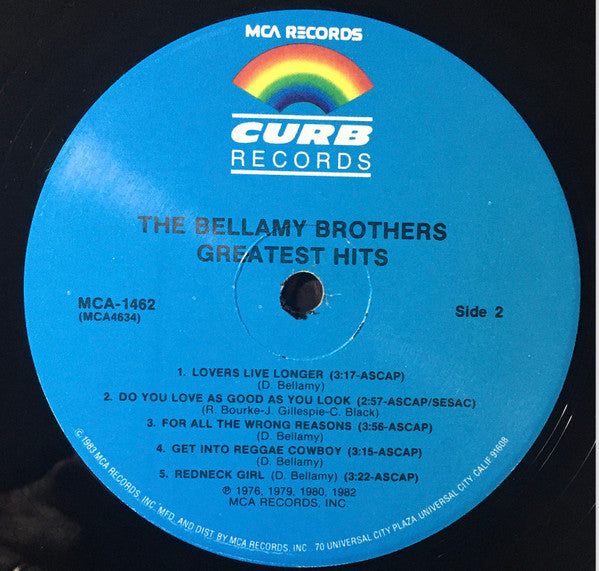 MCA RECORDS
CURB
RECORDS
THE BELLAMY BROTHERS
GREATEST HITS
MCA-1462
(MCA4634)
Side 2
1. LOVERS LIVE LONGER (3:17-ASCAP)
(D. Bellamy)
2. DO YOU LOVE AS GOOD AS YOU LOOK (2:57-ASCAP/SESAC)
(R. Bourke-J. Gillespie-C. Black)
3. FOR ALL THE WRONG REASONS (3:56-ASCAP)
(D. Bellamy)
4. GET INTO REGGAE COWBOY (3:15-ASCAP)
(D. Bellamy)
5. REDNECK GIRL (D. Bellamy) (3:22-ASCAP)
℗ 1976, 1979, 1980, 1982
MCA RECORDS, INC.
© 1983 MCA RECORDS, INC. MFD. AND DIST BY MCA RECORDS, INC. 70 UNIVERSAL CITY PLAZA, UNIVERSAL CITY, CALIF. 91608